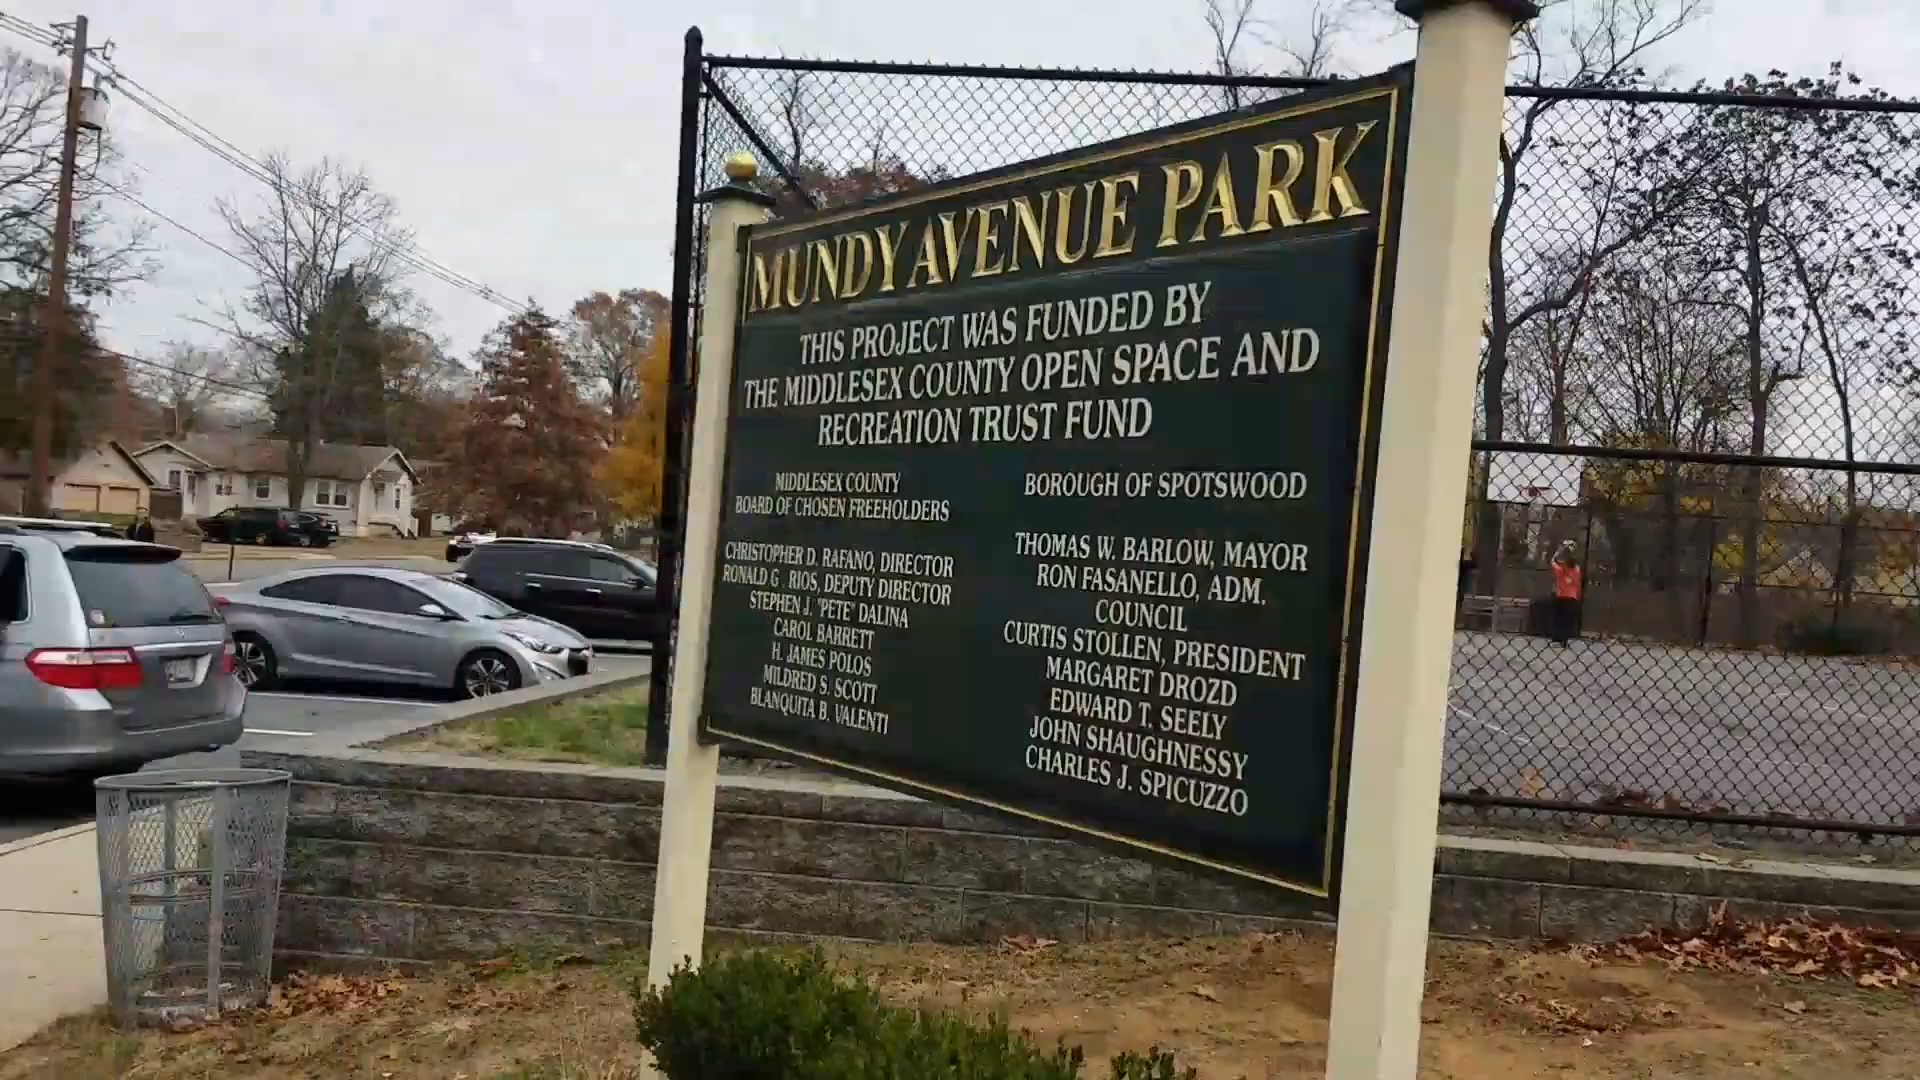 MUNDY AVENUE PARK
THIS PROJECT WAS FUNDED BY
THE MIDDLESEX COUNTY OPEN SPACE AND
RECREATION TRUST FUND
MIDDLESEX COUNTY
BOARD OF CHOSEN FREEHOLDERS
CHRISTOPHER D. RAFANO, DIRECTOR
RONALD G. RIOS, DEPUTY DIRECTOR
STEPHEN J. "PETE" DALINA
CAROL BARRETT
H. JAMES POLOS
MILDRED S. SCOTT
BLANQUITA B. VALENTI
BOROUGH OF SPOTSWOOD
THOMAS W. BARLOW, MAYOR
RON FASANELLO, ADM.
COUNCIL
CURTIS STOLLEN, PRESIDENT
MARGARET DROZD
EDWARD T. SEELY
JOHN SHAUGHNESSY
CHARLES J. SPICUZZO